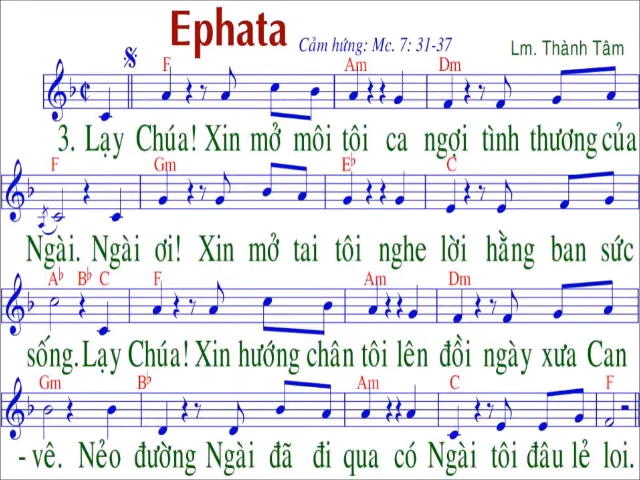 Ephata
Cảm hứng: Mc. 7: 31-37
Lm. Thành Tâm
F Am Dm
3. Lạy Chúa! Xin mở môi tôi ca ngợi tình thương của
F Gm E♭ C
Ngài. Ngài ơi! Xin mở tai tôi nghe lời hằng ban sức
A♭ B♭ C F Am Dm
sống. Lạy Chúa! Xin hướng chân tôi lên đồi ngày xưa Can
Gm B♭ Am C F
- vê. Nẻo đường Ngài đã đi qua có Ngài tôi đâu lẻ loi.